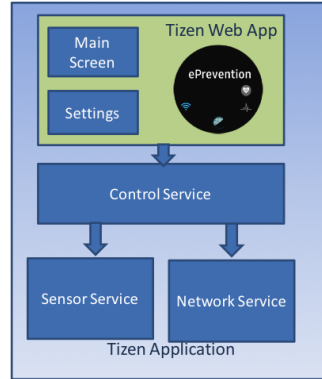 Tizen Web App
Main
Screen
ePrevention
Settings
Control Service
Sensor Service
Network Service
Tizen Application